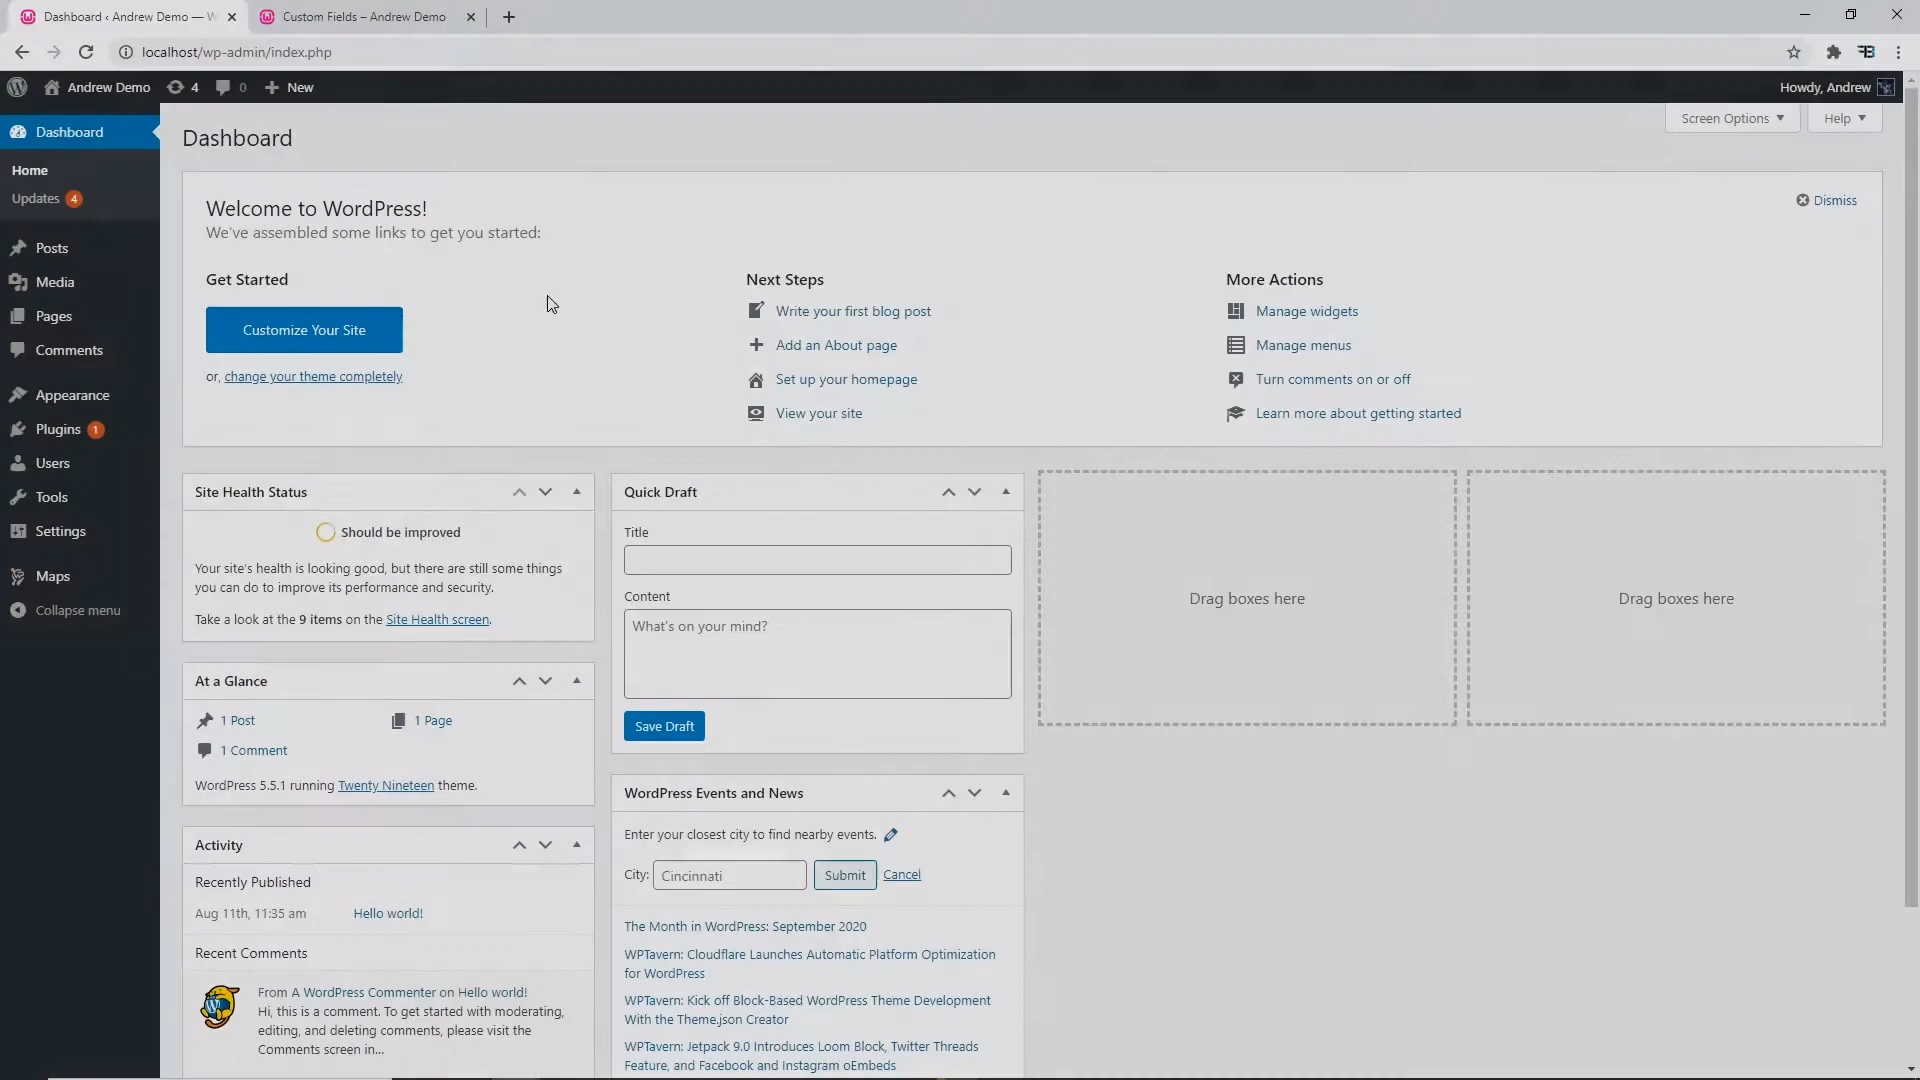 Dashboard ‹ Andrew Demo — W
Custom Fields – Andrew Demo
localhost/wp-admin/index.php
Andrew Demo
4
0
New
Howdy, Andrew
Dashboard
Home
Updates 4
Posts
Media
Pages
Comments
Appearance
Plugins 1
Users
Tools
Settings
Maps
Collapse menu
Dashboard
Screen Options
Help
Welcome to WordPress!
We've assembled some links to get you started:
Dismiss
Get Started
Customize Your Site
or, change your theme completely
Next Steps
Write your first blog post
Add an About page
Set up your homepage
View your site
More Actions
Manage widgets
Manage menus
Turn comments on or off
Learn more about getting started
Site Health Status
Should be improved
Your site's health is looking good, but there are still some things
you can do to improve its performance and security.
Take a look at the 9 items on the Site Health screen.
At a Glance
1 Post
1 Page
1 Comment
WordPress 5.5.1 running Twenty Nineteen theme.
Activity
Recently Published
Aug 11th, 11:35 am
Hello world!
Recent Comments
From A WordPress Commenter on Hello world!
Hi, this is a comment. To get started with moderating,
editing, and deleting comments, please visit the
Comments screen in...
Quick Draft
Title
Content
What's on your mind?
Save Draft
WordPress Events and News
Enter your closest city to find nearby events.
City: Cincinnati Submit Cancel
The Month in WordPress: September 2020
WPTavern: Cloudflare Launches Automatic Platform Optimization
for WordPress
WPTavern: Kick off Block-Based WordPress Theme Development
With the Theme.json Creator
WPTavern: Jetpack 9.0 Introduces Loom Block, Twitter Threads
Feature, and Facebook and Instagram oEmbeds
Drag boxes here
Drag boxes here